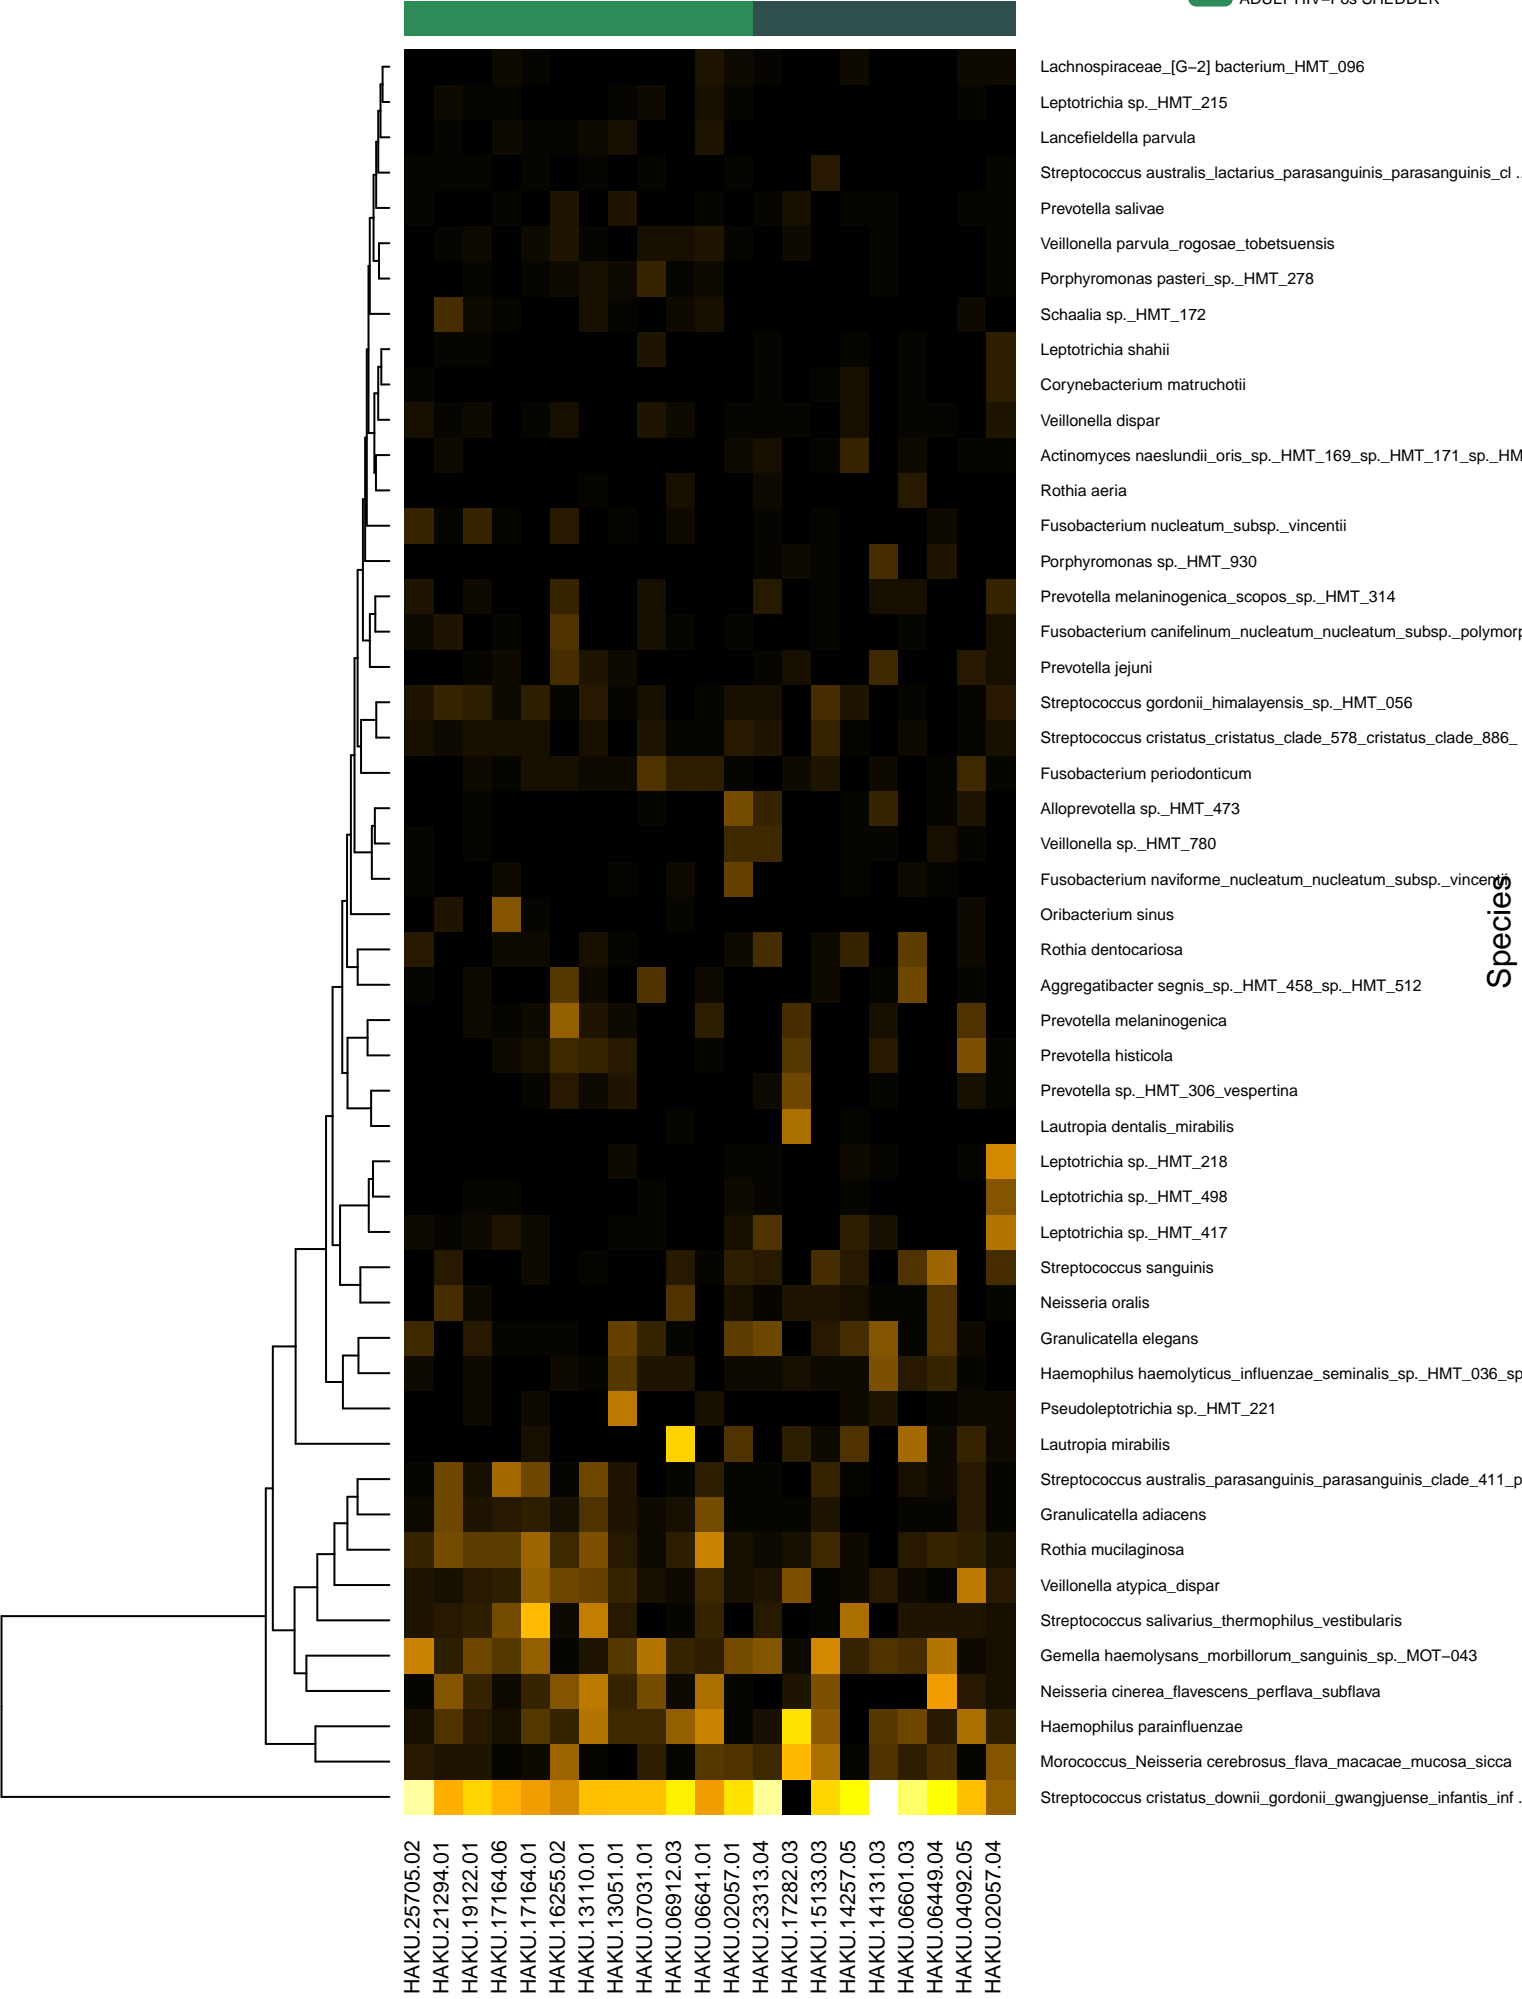 ADULT HIV−Pos SHEDDER
Lachnospiraceae_[G−2] bacterium_HMT_096
Leptotrichia sp._HMT_215
Lancefieldella parvula
Streptococcus australis_lactarius_parasanguinis_parasanguinis_cl ..
Prevotella salivae
Veillonella parvula_rogosae_tobetsuensis
Porphyromonas pasteri_sp._HMT_278
Schaalia sp._HMT_172
Leptotrichia shahii
Corynebacterium matruchotii
Veillonella dispar
Actinomyces naeslundii_oris_sp._HMT_169_sp._HMT_171_sp._HM
Rothia aeria
Fusobacterium nucleatum_subsp._vincentii
Porphyromonas sp._HMT_930
Prevotella melaninogenica_scopos_sp._HMT_314
Fusobacterium canifelinum_nucleatum_nucleatum_subsp._polymorp
Prevotella jejuni
Streptococcus gordonii_himalayensis_sp._HMT_056
Streptococcus cristatus_cristatus_clade_578_cristatus_clade_886_
Fusobacterium periodonticum
Alloprevotella sp._HMT_473
Veillonella sp._HMT_780
Fusobacterium naviforme_nucleatum_nucleatum_subsp._vincentii
Oribacterium sinus
Rothia dentocariosa
Aggregatibacter segnis_sp._HMT_458_sp._HMT_512
Prevotella melaninogenica
Prevotella histicola
Prevotella sp._HMT_306_vespertina
Lautropia dentalis_mirabilis
Leptotrichia sp._HMT_218
Leptotrichia sp._HMT_498
Leptotrichia sp._HMT_417
Streptococcus sanguinis
Neisseria oralis
Granulicatella elegans
Haemophilus haemolyticus_influenzae_seminalis_sp._HMT_036_sp
Pseudoleptotrichia sp._HMT_221
Lautropia mirabilis
Streptococcus australis_parasanguinis_parasanguinis_clade_411_p
Granulicatella adiacens
Rothia mucilaginosa
Veillonella atypica_dispar
Streptococcus salivarius_thermophilus_vestibularis
Gemella haemolysans_morbillorum_sanguinis_sp._MOT−043
Neisseria cinerea_flavescens_perflava_subflava
Haemophilus parainfluenzae
Morococcus_Neisseria cerebrosus_flava_macacae_mucosa_sicca
Streptococcus cristatus_downii_gordonii_gwangjuense_infantis_inf .
Species
HAKU.25705.02
HAKU.21294.01
HAKU.19122.01
HAKU.17164.06
HAKU.17164.01
HAKU.16255.02
HAKU.13110.01
HAKU.13051.01
HAKU.07031.01
HAKU.06912.03
HAKU.06641.01
HAKU.02057.01
HAKU.23313.04
HAKU.17282.03
HAKU.15133.03
HAKU.14257.05
HAKU.14131.03
HAKU.06601.03
HAKU.06449.04
HAKU.04092.05
HAKU.02057.04